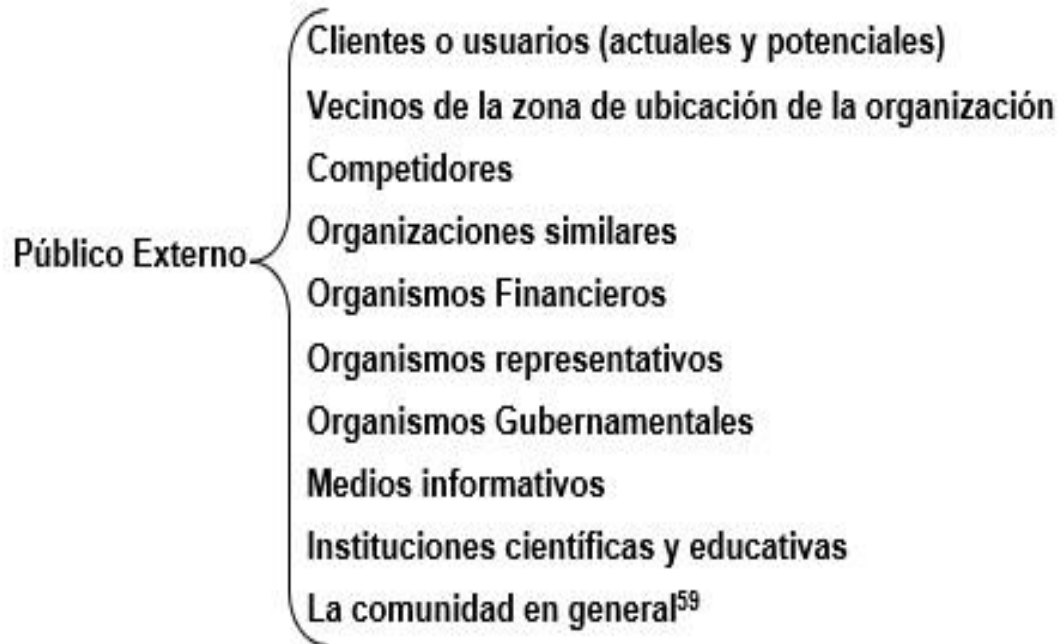 Clientes o usuarios (actuales y potenciales)
Vecinos de la zona de ubicación de la organización
Competidores
Organizaciones similares
Público Externo
Organismos Financieros
Organismos representativos
Organismos Gubernamentales
Medios informativos
Instituciones científicas y educativas
La comunidad en general⁵⁹